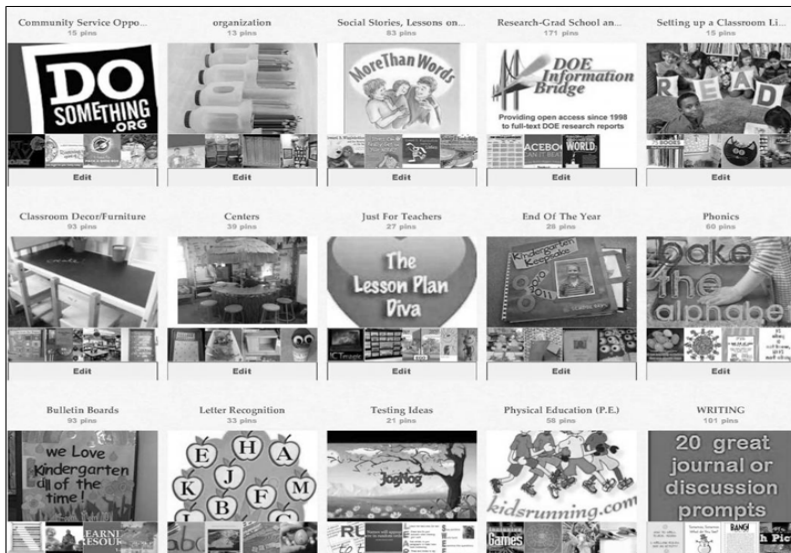 Community Service Oppo...
15 pins
organization
13 pins
Social Stories, Lessons on...
83 pins
Research-Grad School an...
171 pins
Setting up a Classroom Li...
15 pins
DO
SOMETHING
.ORG
More Than Words
DOE
Information
Bridge
Providing open access since 1998
to full-text DOE research reports
READ
WORLD
Edit
Edit
Edit
Edit
Edit
Classroom Decor/Furniture
93 pins
Centers
39 pins
Just For Teachers
27 pins
End Of The Year
28 pins
Phonics
80 pins
The
Lesson Plan
Diva
Kindergarten
Keepsake
bake
the
alphabet
Edit
Edit
Edit
Edit
Edit
Bulletin Boards
93 pins
Letter Recognition
33 pins
Testing Ideas
21 pins
Physical Education (P.E.)
58 pins
WRITING
101 pins
we Love
Kindergarten
all of the
time!
E H A
K J
L B F M
JogNog
kidsrunning.com
20 great
journal or
discussion
prompts
Games
BANG!